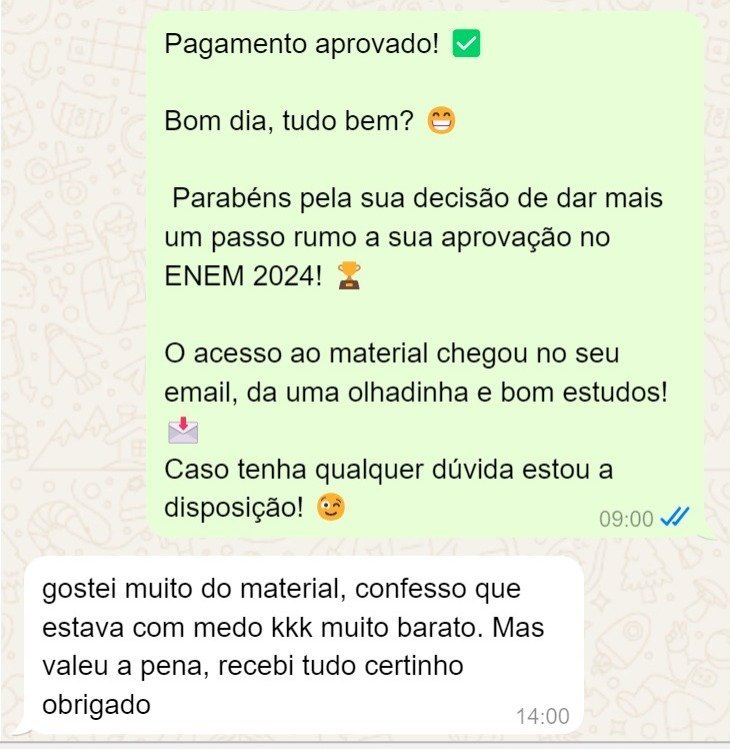 Pagamento aprovado! ✅
Bom dia, tudo bem? 😁
Parabéns pela sua decisão de dar mais
um passo rumo a sua aprovação no
ENEM 2024! 🏆
O acesso ao material chegou no seu
email, da uma olhadinha e bom estudos!
📩
Caso tenha qualquer dúvida estou a
disposição! 😉
09:00
gostei muito do material, confesso que
estava com medo kkk muito barato. Mas
valeu a pena, recebi tudo certinho
obrigado
14:00